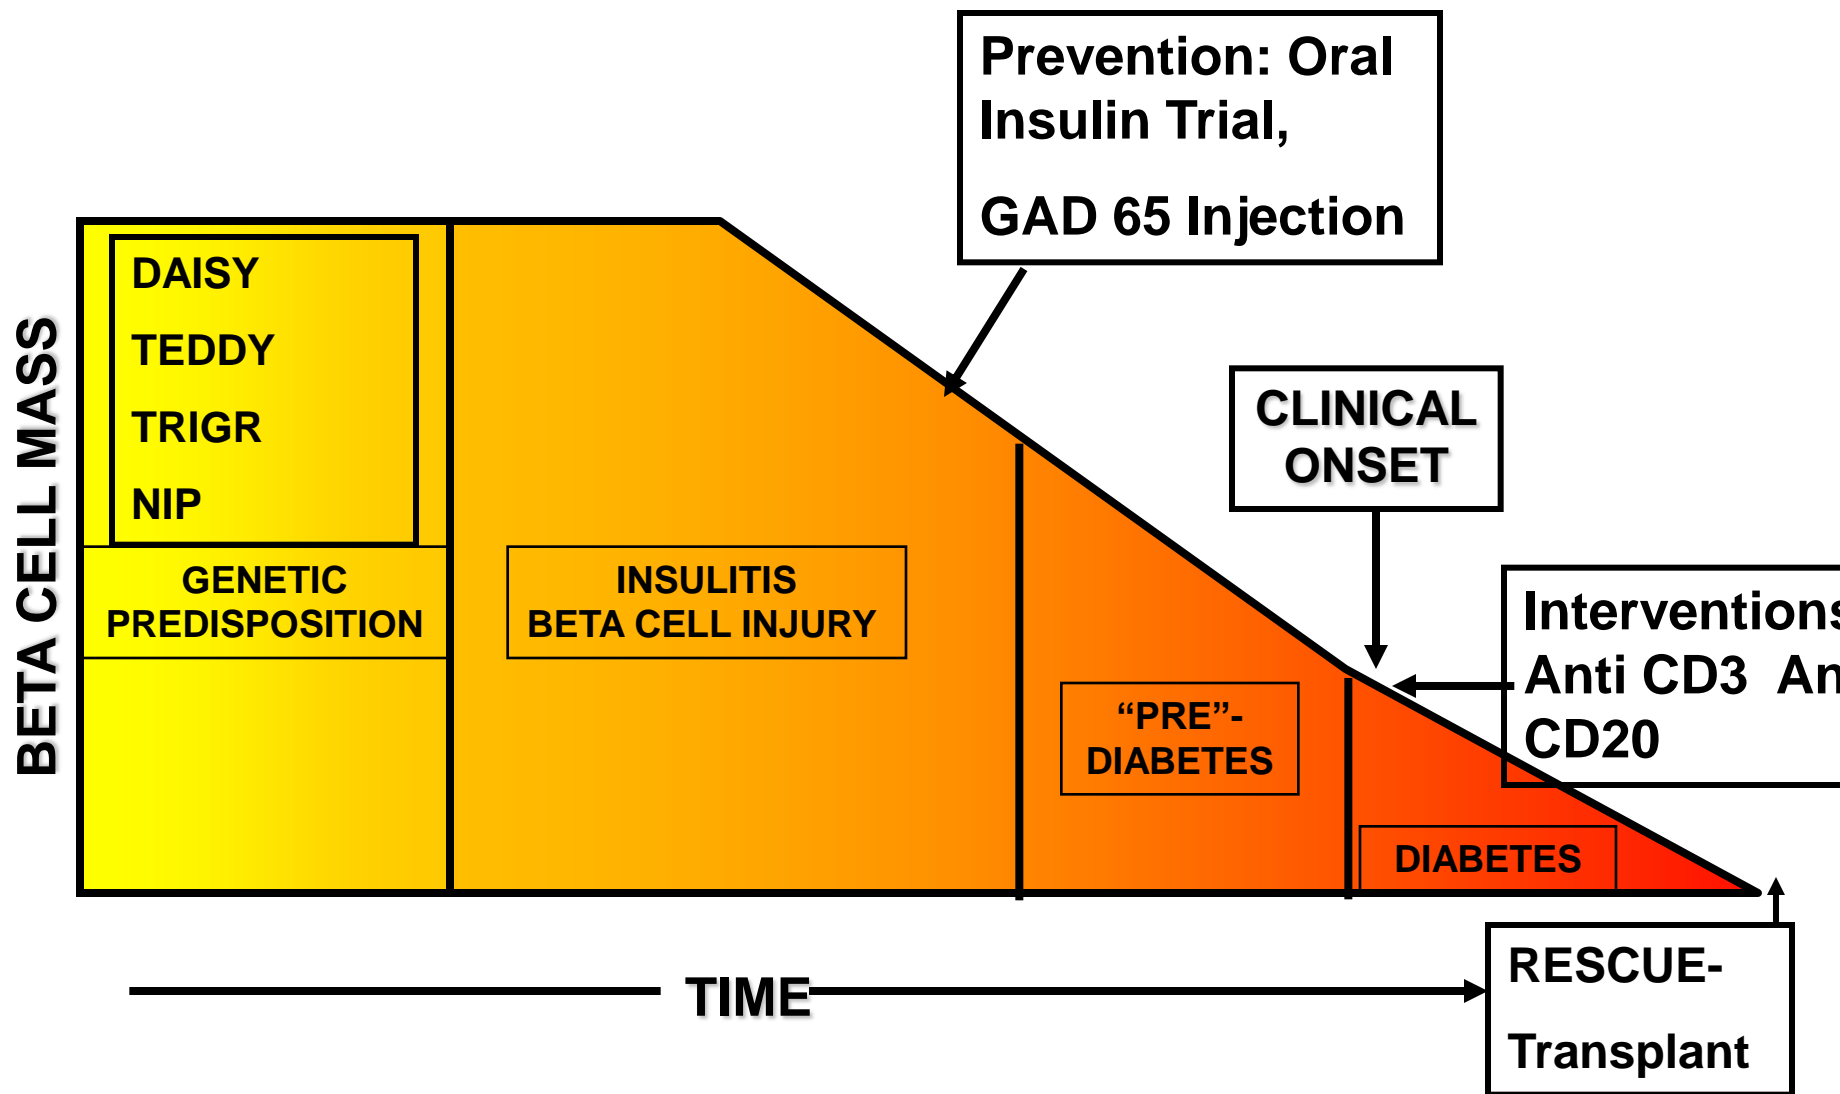 Prevention: Oral
Insulin Trial,
GAD 65 Injection
DAISY
TEDDY
TRIGR
NIP
BETA CELL MASS
CLINICAL
ONSET
GENETIC
PREDISPOSITION
INSULITIS
BETA CELL INJURY
Interventions
Anti CD3 An
CD20
“PRE”-
DIABETES
DIABETES
TIME
RESCUE-
Transplant